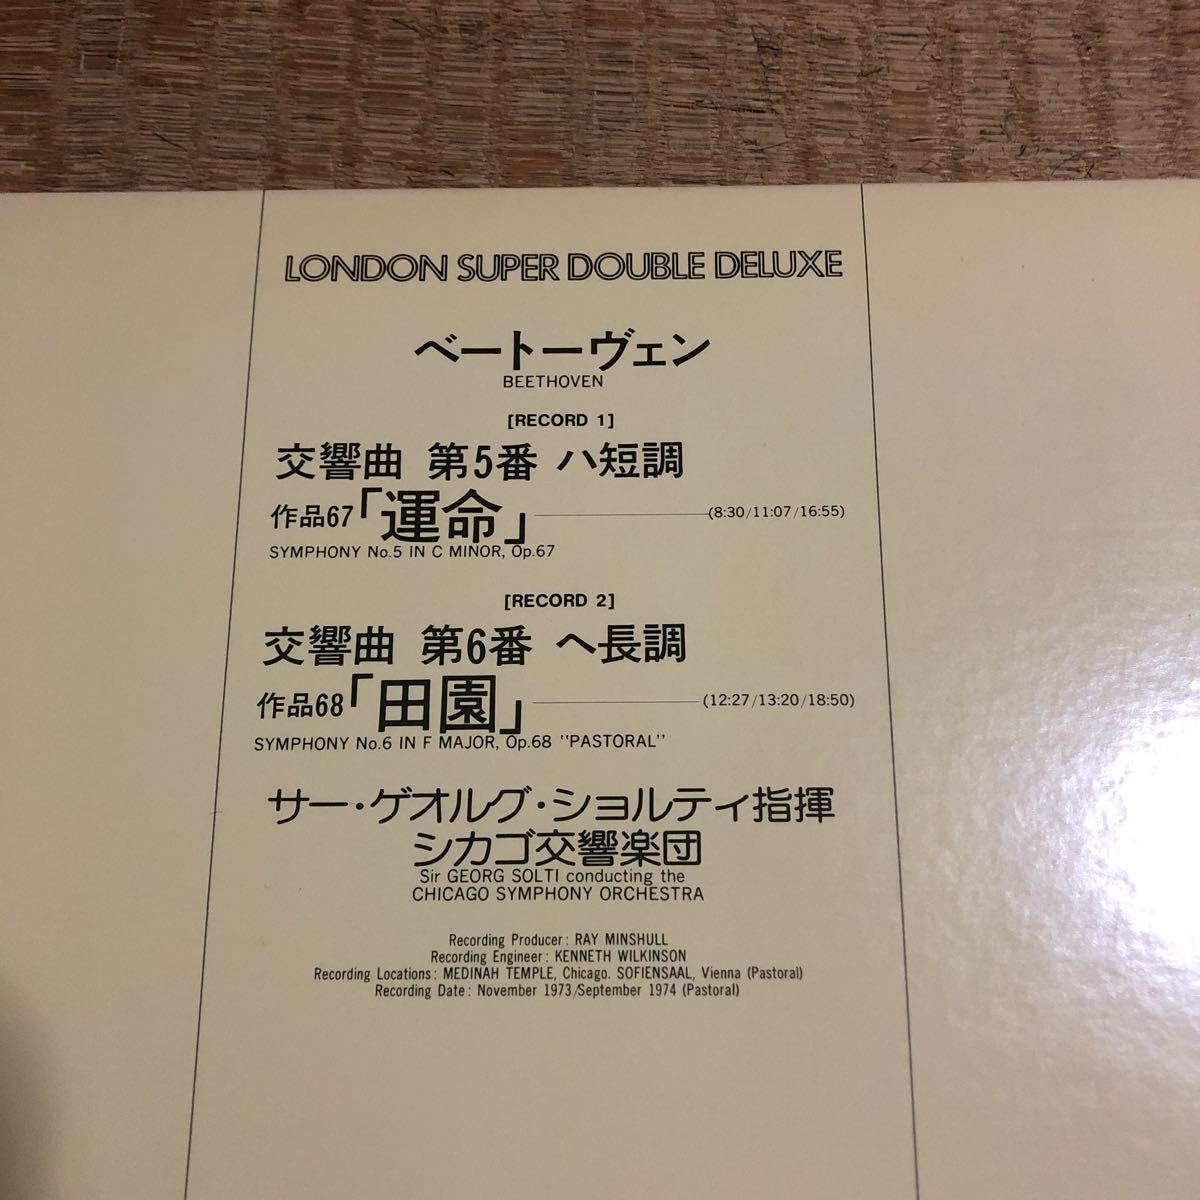 LONDON SUPER DOUBLE DELUXE
ベートーヴェン
BEETHOVEN
[RECORD 1]
交響曲 第5番 ハ短調
作品67「運命」 (8:30/11:07/16:55)
SYMPHONY No.5 IN C MINOR, Op.67
[RECORD 2]
交響曲 第6番 ヘ長調
作品68「田園」 (12:27/13:20/18:50)
SYMPHONY No.6 IN F MAJOR, Op.68 "PASTORAL"
サー・ゲオルグ・ショルティ指揮
シカゴ交響楽団
Sir GEORG SOLTI conducting the
CHICAGO SYMPHONY ORCHESTRA
Recording Producer: RAY MINSHULL
Recording Engineer: KENNETH WILKINSON
Recording Locations: MEDINAH TEMPLE, Chicago. SOFIENSAAL, Vienna (Pastoral)
Recording Date: November 1973/September 1974 (Pastoral)